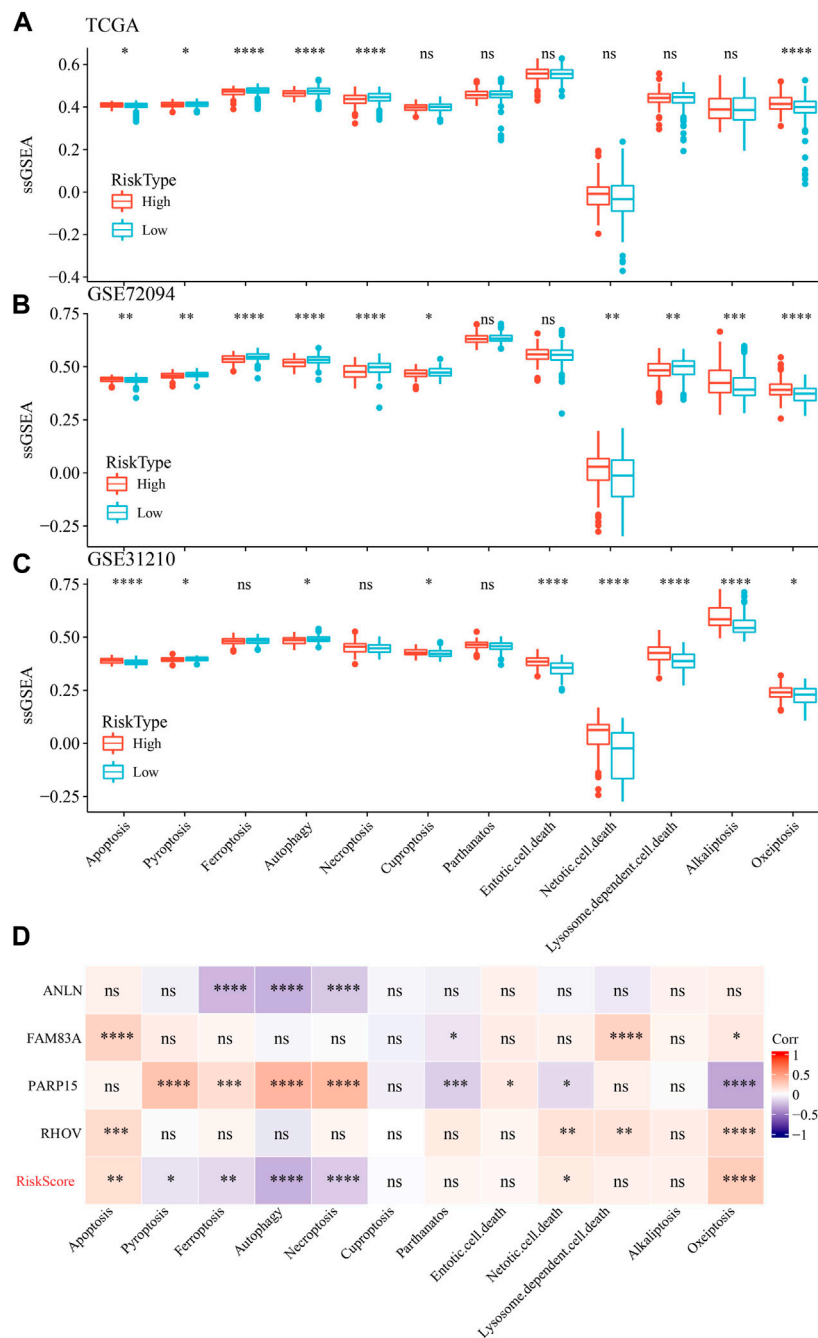 A
TCGA
* * **** **** **** ns ns ns ns ns ns ****
ssGSEA
0.6
0.4
0.2
0.0
−0.2
−0.4
RiskType
High
Low
B
GSE72094
** ** **** **** **** * ns ns ** ** *** ****
ssGSEA
0.75
0.50
0.25
0.00
−0.25
RiskType
High
Low
C
GSE31210
**** * ns * ns * ns **** **** **** **** *
ssGSEA
0.75
0.50
0.25
0.00
−0.25
RiskType
High
Low
Apoptosis
Pyroptosis
Ferroptosis
Autophagy
Necroptosis
Cuproptosis
Parthanatos
Entotic.cell.death
Netotic.cell.death
Lysosome.dependent.cell.death
Alkaliptosis
Oxeiptosis
D
ANLN ns ns **** **** **** ns ns ns ns ns ns ns
FAM83A **** ns ns ns ns ns * ns ns **** ns *
PARP15 ns **** *** **** **** ns *** * * ns ns ****
RHOV *** ns ns ns ns ns ns ns ** ** ns ****
RiskScore ** * ** **** **** ns ns ns * ns ns ****
Corr
1
0.5
0
−0.5
−1
Apoptosis
Pyroptosis
Ferroptosis
Autophagy
Necroptosis
Cuproptosis
Parthanatos
Entotic.cell.death
Netotic.cell.death
Lysosome.dependent.cell.death
Alkaliptosis
Oxeiptosis